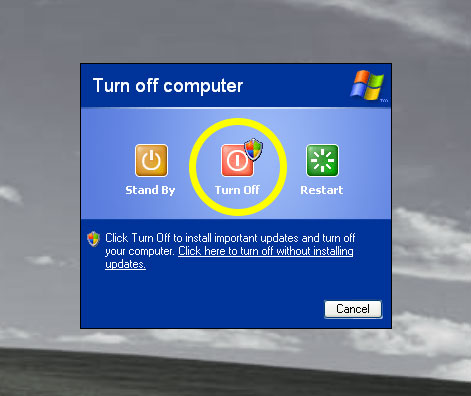 Turn off computer
Stand By
Turn Off
Restart
Click Turn Off to install important updates and turn off
your computer. Click here to turn off without installing
updates.
Cancel